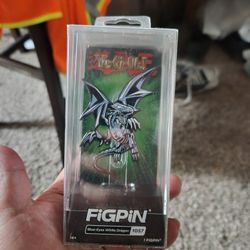 Yu-Gi-Oh!
FiGPiN
Blue-Eyes White Dragon 1057
FiGPiN